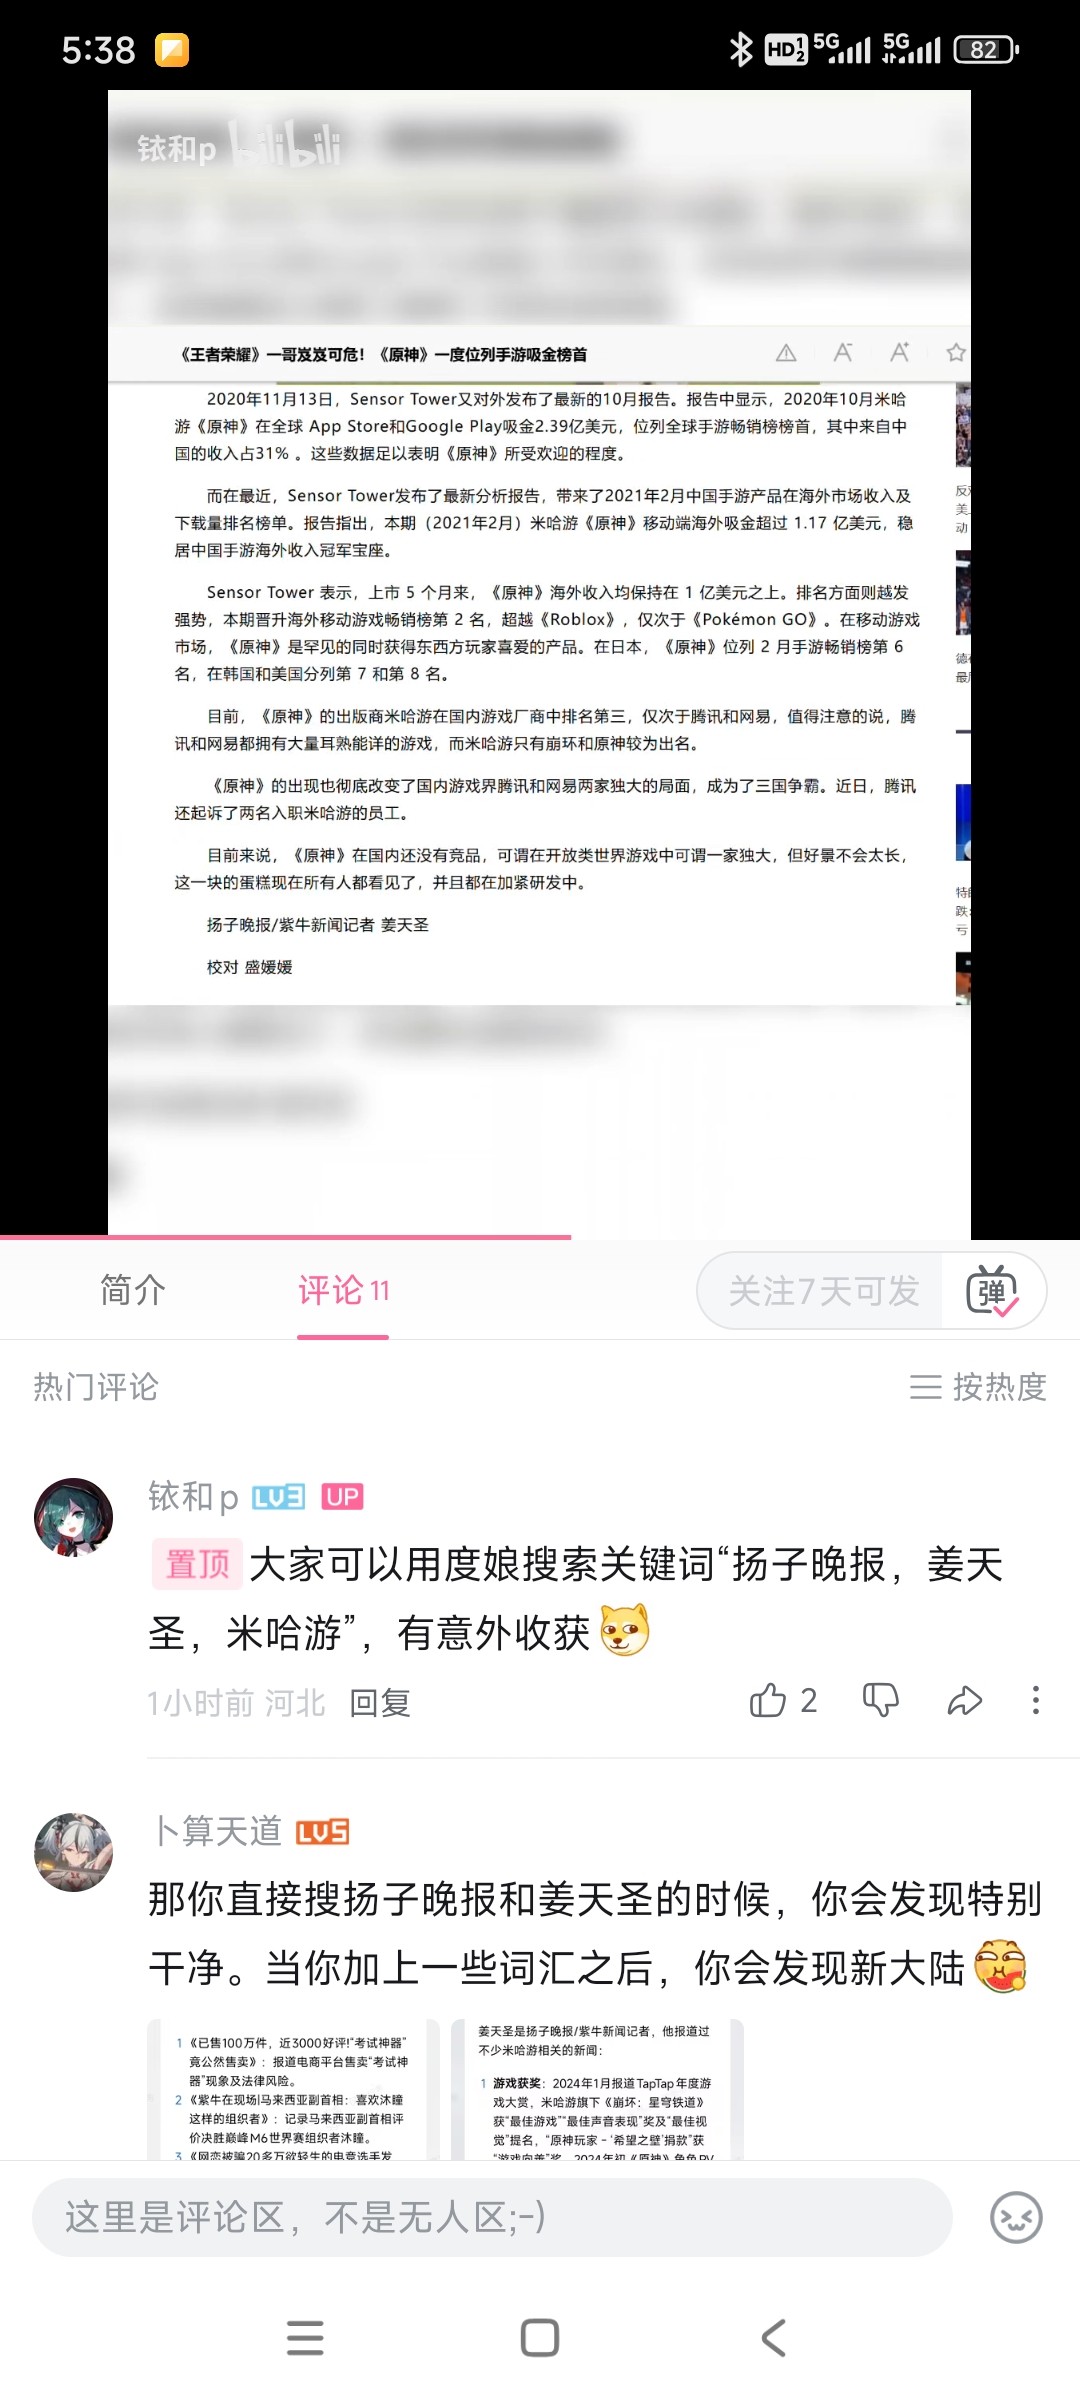 5:38
HD 1 2 5G 5G 82
铱和p bilibili
《王者荣耀》一哥岌岌可危！《原神》一度位列手游吸金榜首
A- A+
2020年11月13日，Sensor Tower又对外发布了最新的10月报告。报告中显示，2020年10月米哈
游《原神》在全球 App Store和Google Play吸金2.39亿美元，位列全球手游畅销榜榜首，其中来自中
国的收入占31% 。这些数据足以表明《原神》所受欢迎的程度。
而在最近，Sensor Tower发布了最新分析报告，带来了2021年2月中国手游产品在海外市场收入及
下载量排名榜单。报告指出，本期（2021年2月）米哈游《原神》移动端海外吸金超过 1.17 亿美元，稳
居中国手游海外收入冠军宝座。
Sensor Tower 表示，上市 5 个月来，《原神》海外收入均保持在 1 亿美元之上。排名方面则越发
强势，本期晋升海外移动游戏畅销榜第 2 名，超越《Roblox》，仅次于《Pokémon GO》。在移动游戏
市场，《原神》是罕见的同时获得东西方玩家喜爱的产品。在日本，《原神》位列 2 月手游畅销榜第 6
名，在韩国和美国分列第 7 和第 8 名。
目前，《原神》的出版商米哈游在国内游戏厂商中排名第三，仅次于腾讯和网易，值得注意的说，腾
讯和网易都拥有大量耳熟能详的游戏，而米哈游只有崩环和原神较为出名。
《原神》的出现也彻底改变了国内游戏界腾讯和网易两家独大的局面，成为了三国争霸。近日，腾讯
还起诉了两名入职米哈游的员工。
目前来说，《原神》在国内还没有竞品，可谓在开放类世界游戏中可谓一家独大，但好景不会太长，
这一块的蛋糕现在所有人都看见了，并且都在加紧研发中。
扬子晚报/紫牛新闻记者 姜天圣
校对 盛媛媛
简介
评论 11
关注7天可发
弹
热门评论
按热度
铱和p LV3 UP
置顶 大家可以用度娘搜索关键词“扬子晚报，姜天
圣，米哈游”，有意外收获
1小时前 河北 回复 2
卜算天道 LV5
那你直接搜扬子晚报和姜天圣的时候，你会发现特别
干净。当你加上一些词汇之后，你会发现新大陆
1 《已售100万件，近3000好评!“考试神器”
竟公然售卖》：报道电商平台售卖“考试神
器”现象及法律风险。
2 《紫牛在现场|马来西亚副首相：喜欢沐瞳
这样的组织者》：记录马来西亚副首相评
价决胜巅峰M6世界赛组织者沐瞳。
3 《网恋被骗20多万欲轻生的电竞选手发
姜天圣是扬子晚报/紫牛新闻记者，他报道过
不少米哈游相关的新闻：
1 游戏获奖：2024年1月报道TapTap年度游
戏大赏，米哈游旗下《崩坏：星穹铁道》
获“最佳游戏”“最佳声音表现”奖及“最佳视
觉”提名，“原神玩家 - ‘希望之壁’捐款”获
“游戏向善”奖。2024年初《原神》角色PV
这里是评论区，不是无人区;-)